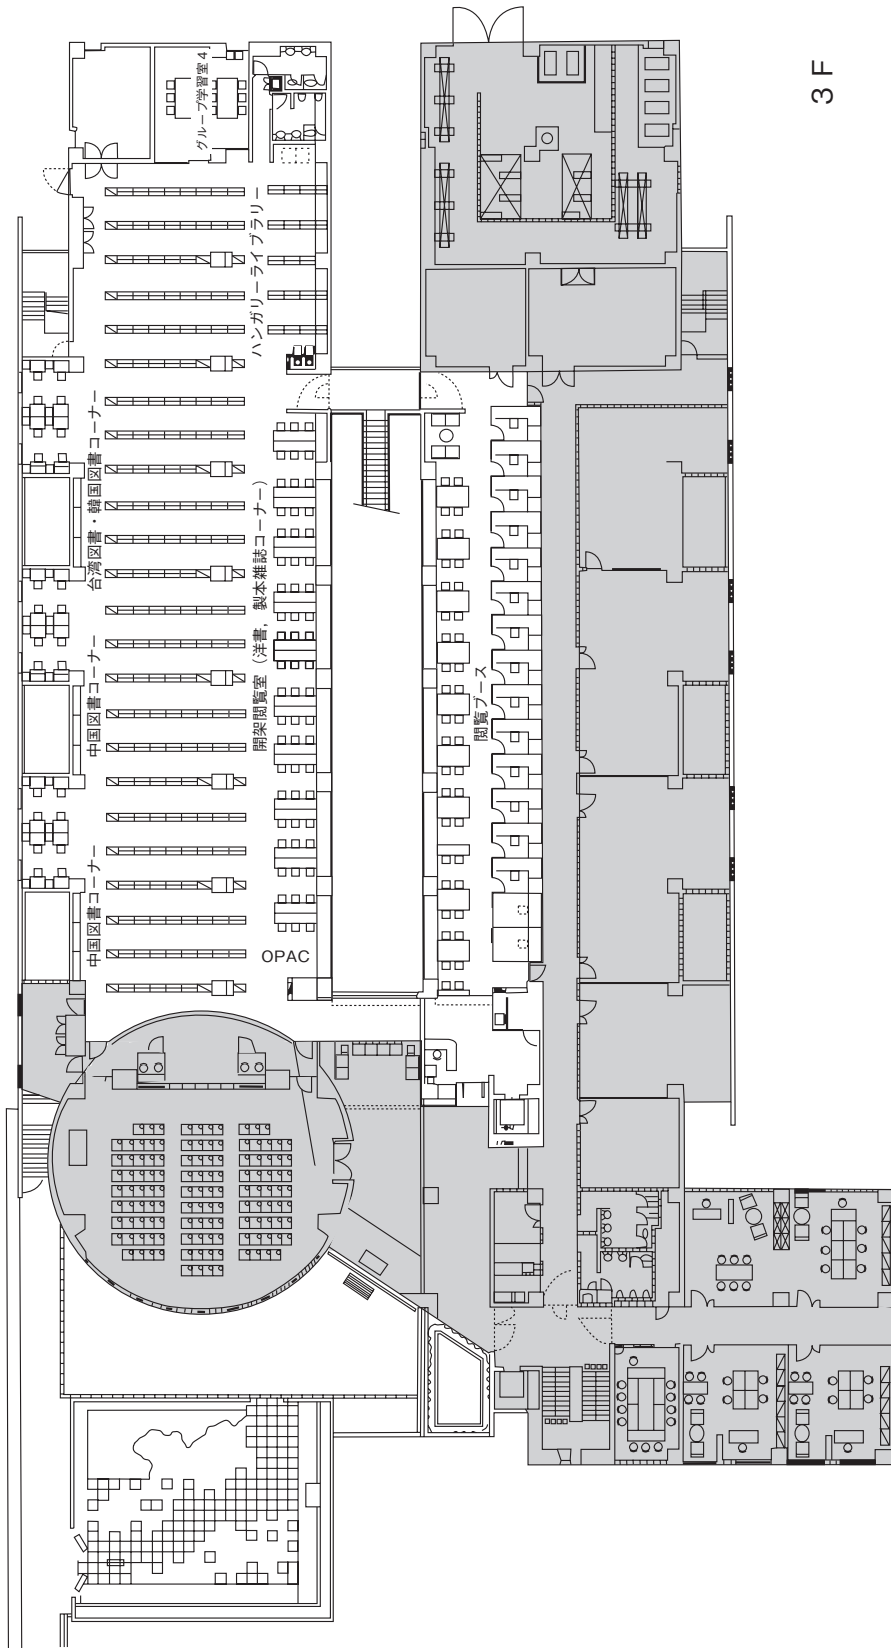 3F
グループ学習室4
ハンガリーライブラリー
台湾図書・韓国図書コーナー
開架閲覧室（洋書，製本雑誌コーナー）
中国図書コーナー
閲覧ブース
中国図書コーナー
OPAC